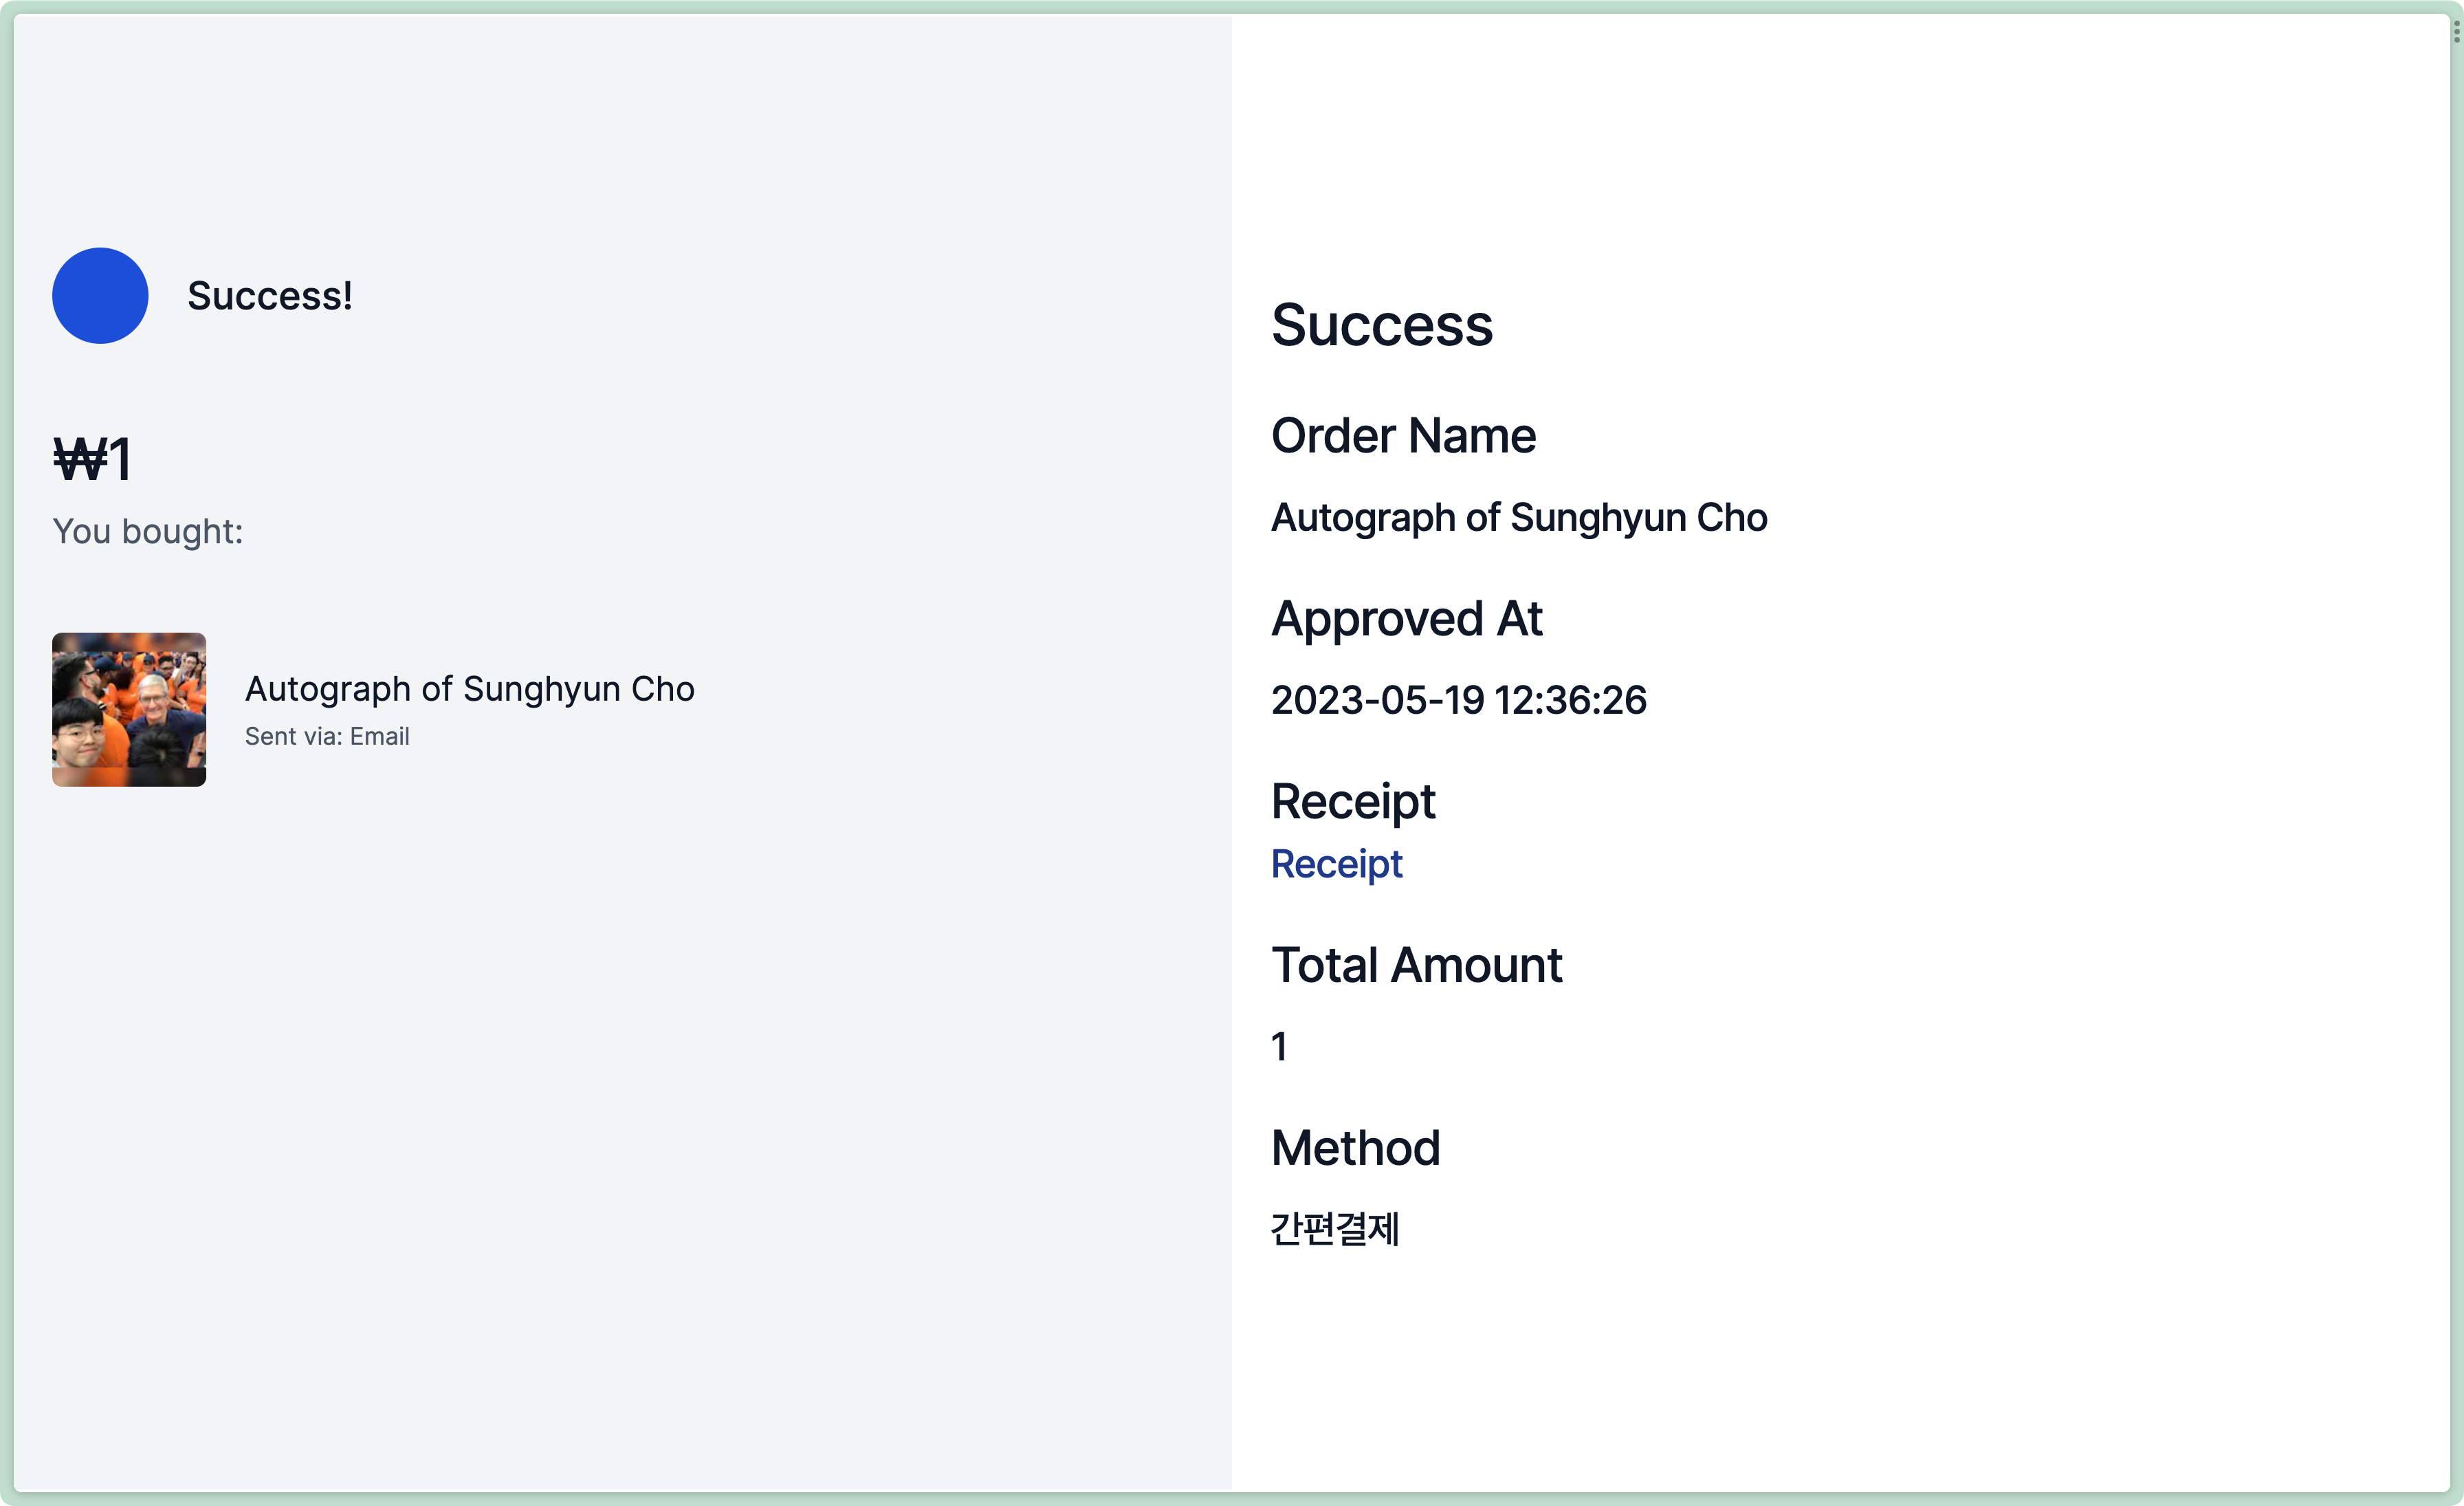 Success!
₩1
You bought:
Autograph of Sunghyun Cho
Sent via: Email
Success
Order Name
Autograph of Sunghyun Cho
Approved At
2023-05-19 12:36:26
Receipt
Receipt
Total Amount
1
Method
간편결제